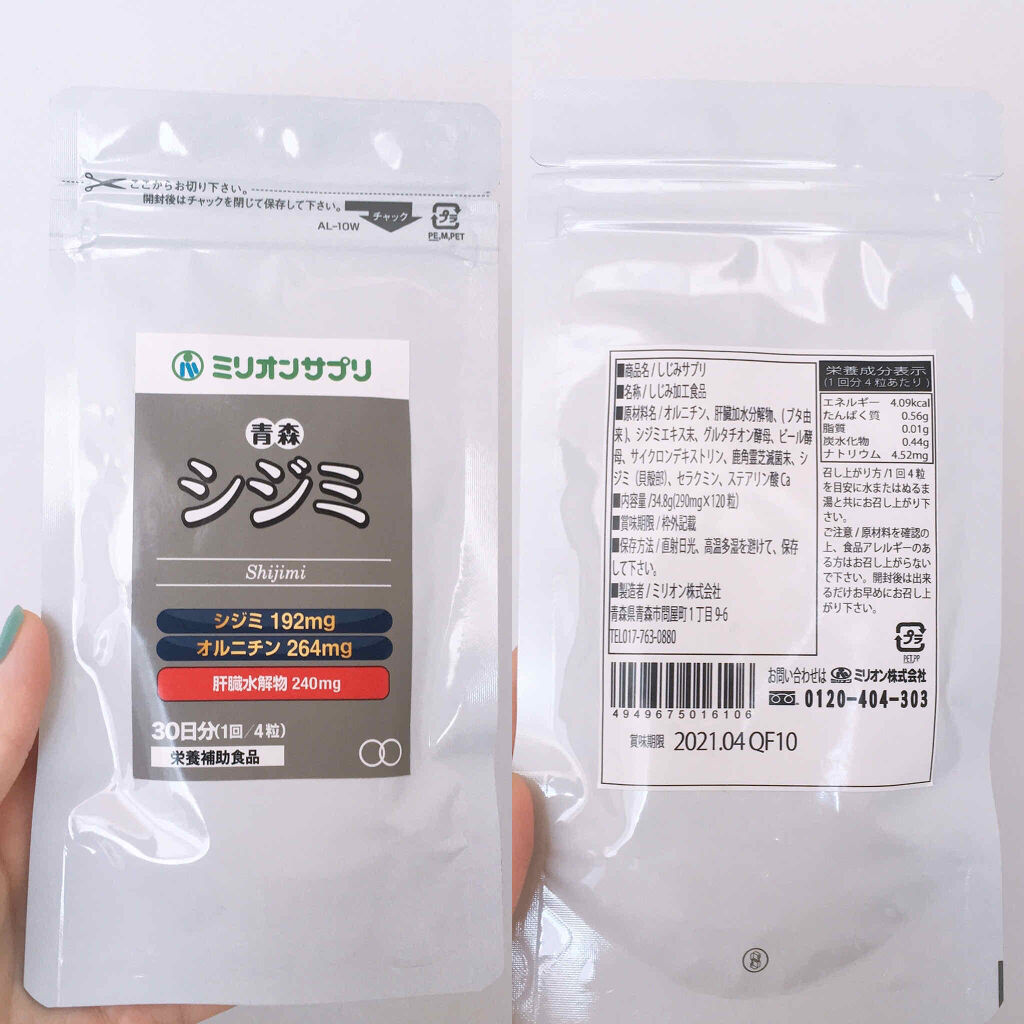 ここからお切り下さい。
開封後はチャックを閉じて保存して下さい。
チャック
AL-10W
プラ
PE,M,PET
ミリオンサプリ
青森
シジミ
Shijimi
シジミ 192mg
オルニチン 264mg
肝臓水解物 240mg
30日分(1回/4粒)
栄養補助食品
■商品名/しじみサプリ
■名称/しじみ加工食品
■原材料名/オルニチン、肝臓加水分解物、(ブタ由
来)、シジミエキス末、グルタチオン酵母、ビール酵
母、サイクロンデキストリン、鹿角霊芝滅菌末、シ
ジミ（貝殻部）、セラクミン、ステアリン酸Ca
■内容量/34.8g(290mg×120粒)
■賞味期限/枠外記載
■保存方法/直射日光、高温多湿を避けて、保存
して下さい。
■製造者/ミリオン株式会社
青森県青森市問屋町1丁目9-6
TEL017-763-0880
栄養成分表示
(1回分4粒あたり)
エネルギー 4.09kcal
たんぱく質 0.56g
脂質 0.01g
炭水化物 0.44g
ナトリウム 4.52mg
召し上がり方/1回4粒
を目安に水またはぬるま
湯と共にお召し上がり下
さい。
ご注意/原材料を確認の
上、食品アレルギーのあ
る方はお召し上がらない
で下さい。開封後は出来
るだけお早めにお召し上
がり下さい。
プラ
PET,PP
お問い合わせは ミリオン株式会社
0120-404-303
4949675016106
賞味期限 2021.04 QF10